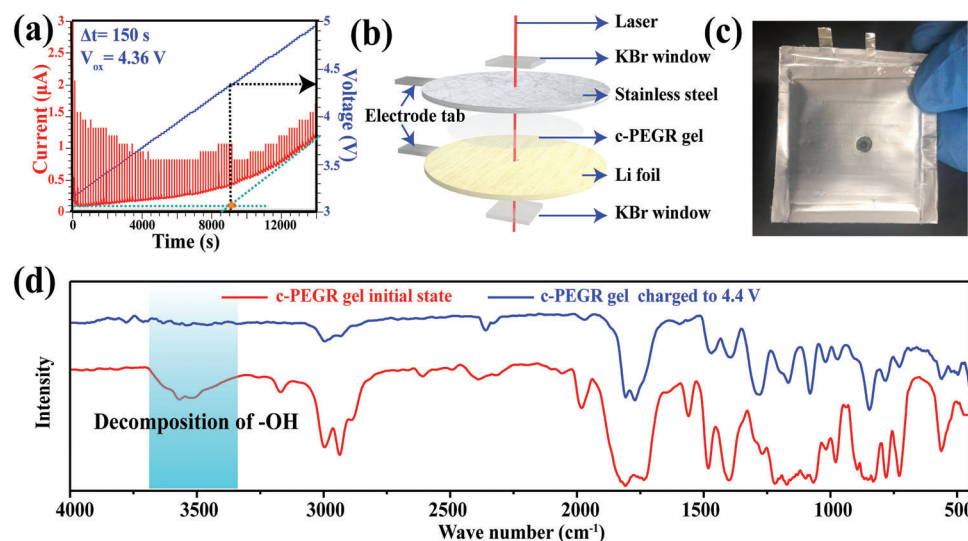 (a)
Δt= 150 s
Vox= 4.36 V
Current (μA)
3
2.5
2
1.5
1
0.5
0
Voltage (V)
5
4.5
4
3.5
3
0 4000 8000 12000
Time (s)
(b)
Laser
KBr window
Stainless steel
Electrode tab
c-PEGR gel
Li foil
KBr window
(c)
(d)
c-PEGR gel initial state
c-PEGR gel charged to 4.4 V
Decomposition of -OH
Intensity
4000 3500 3000 2500 2000 1500 1000 500
Wave number (cm⁻¹)